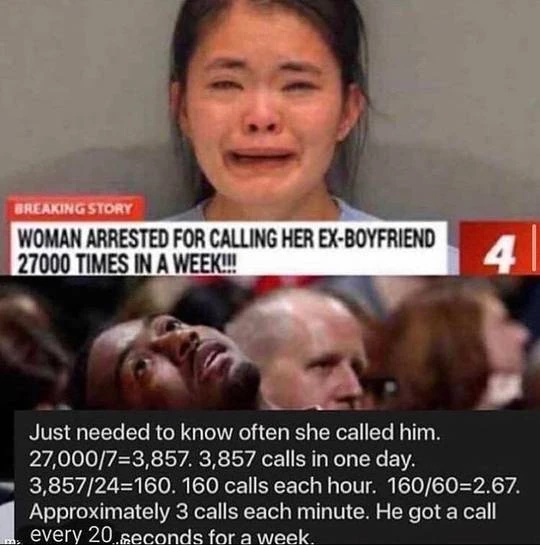 BREAKING STORY
WOMAN ARRESTED FOR CALLING HER EX-BOYFRIEND
27000 TIMES IN A WEEK!!!
4
Just needed to know often she called him.
27,000/7=3,857. 3,857 calls in one day.
3,857/24=160. 160 calls each hour. 160/60=2.67.
Approximately 3 calls each minute. He got a call
every 20 seconds for a week.